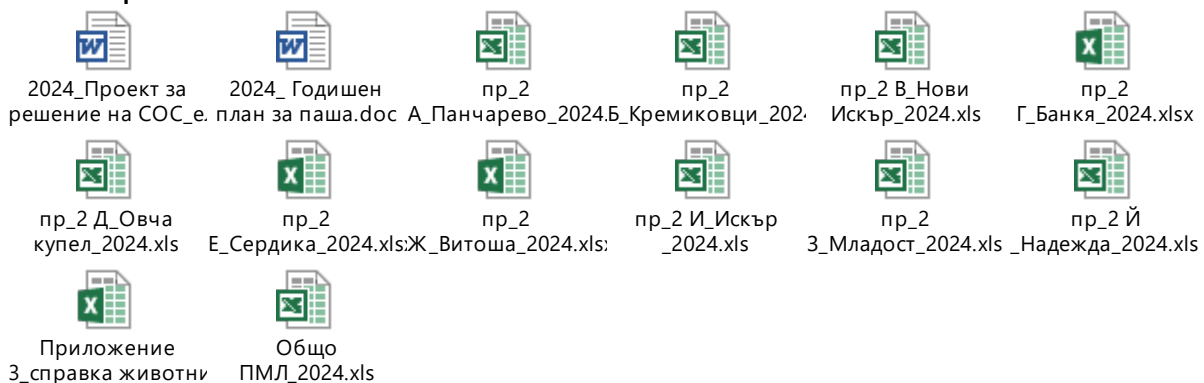 2024_Проект за решение на СОС_е.
2024_ Годишен план за паша.doc
пр_2 А_Панчарево_2024.
пр_2 Б_Кремиковци_2024
пр_2 В_Нови Искър_2024.xls
пр_2 Г_Банкя_2024.xlsx
пр_2 Д_Овча купел_2024.xls
пр_2 Е_Сердика_2024.xls
пр_2 Ж_Витоша_2024.xls
пр_2 И_Искър _2024.xls
пр_2 З_Младост_2024.xls
пр_2 Й _Надежда_2024.xls
Приложение 3_справка животни
Общо ПМЛ_2024.xls